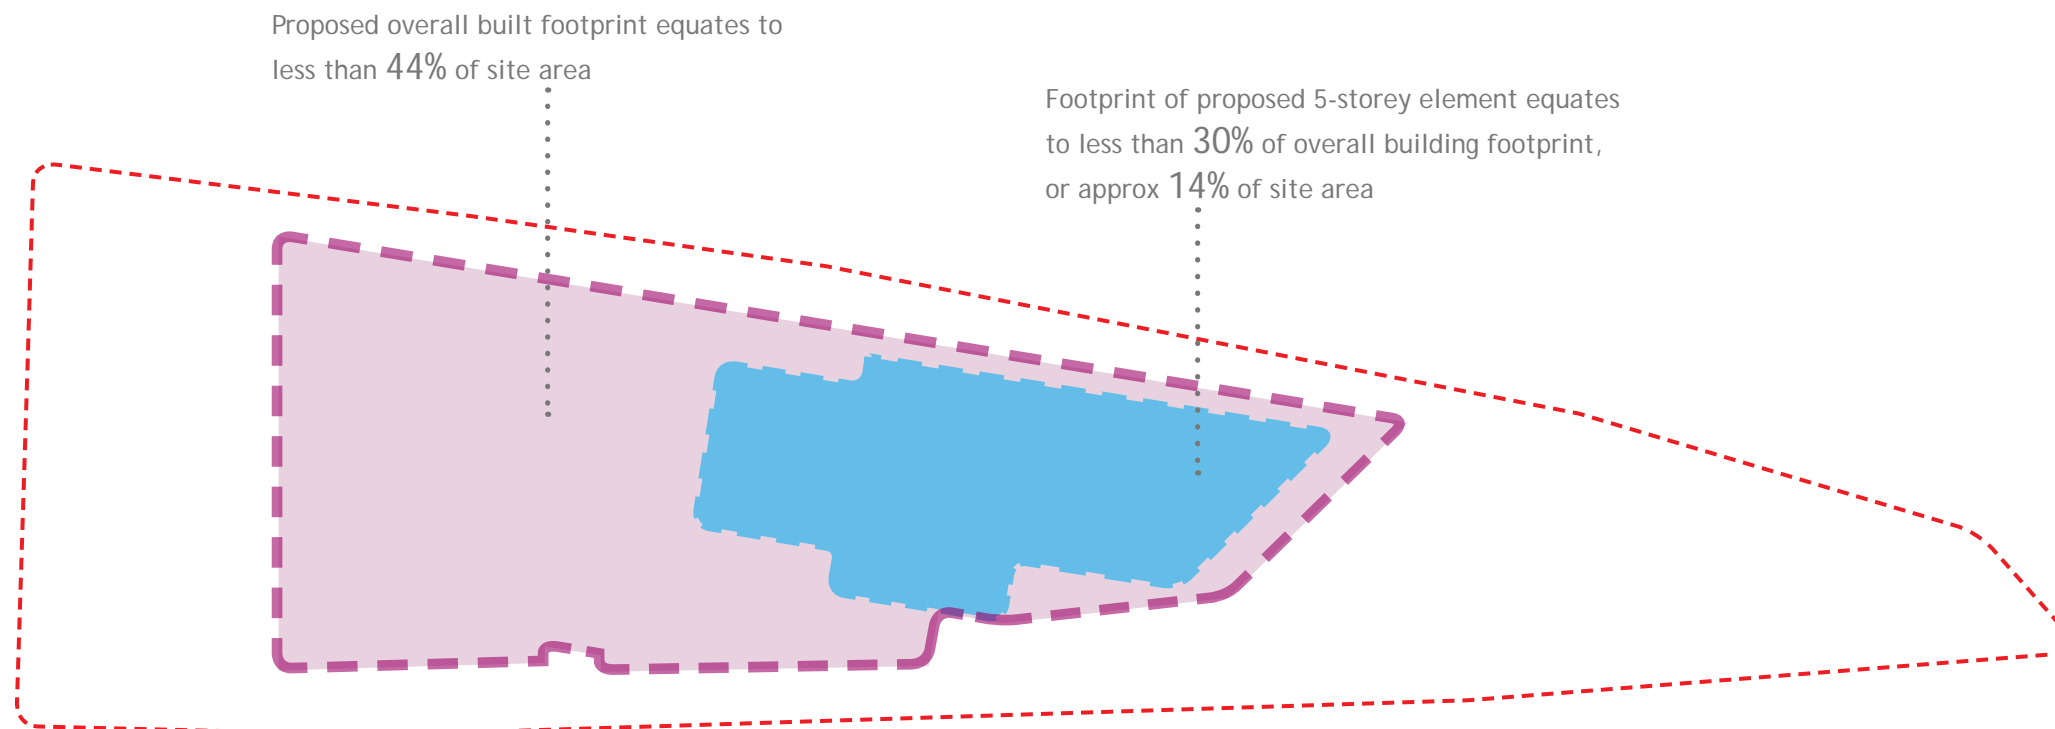 Proposed overall built footprint equates to
less than 44% of site area
Footprint of proposed 5-storey element equates
to less than 30% of overall building footprint,
or approx 14% of site area